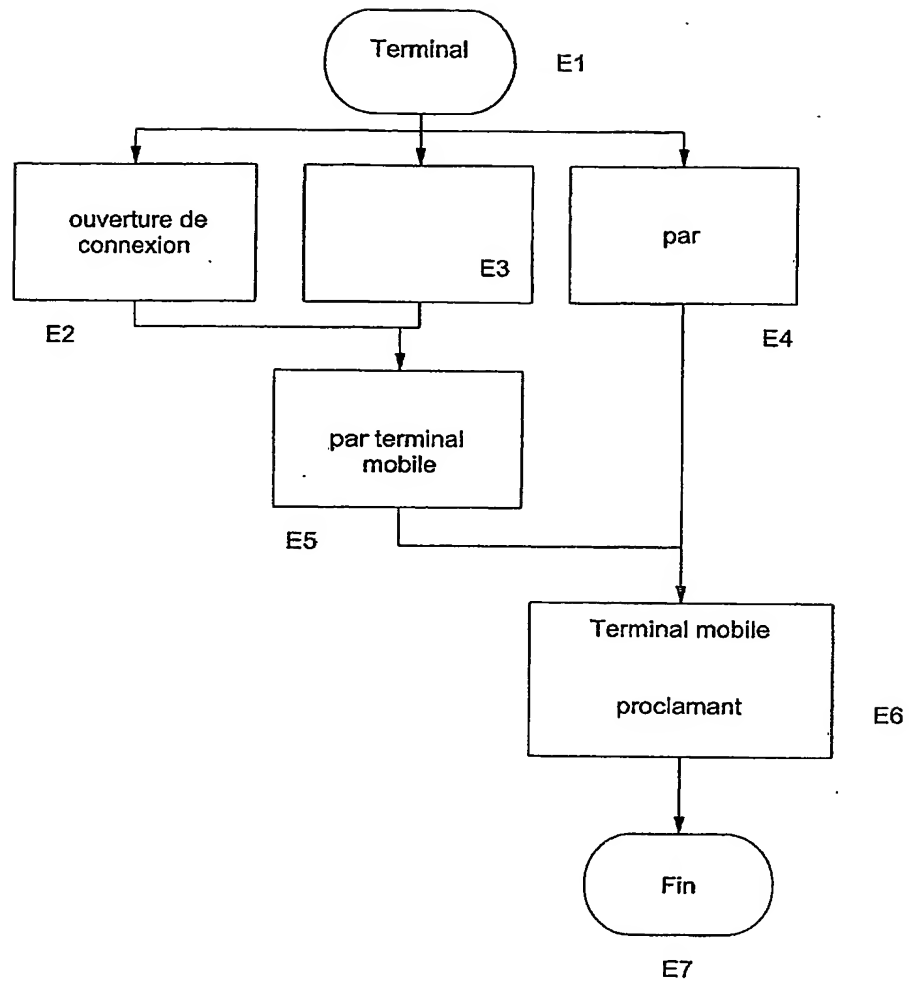 Terminal
E1
ouverture de
connexion
E3
par
E2
E4
par terminal
mobile
E5
Terminal mobile
proclamant
E6
Fin
E7